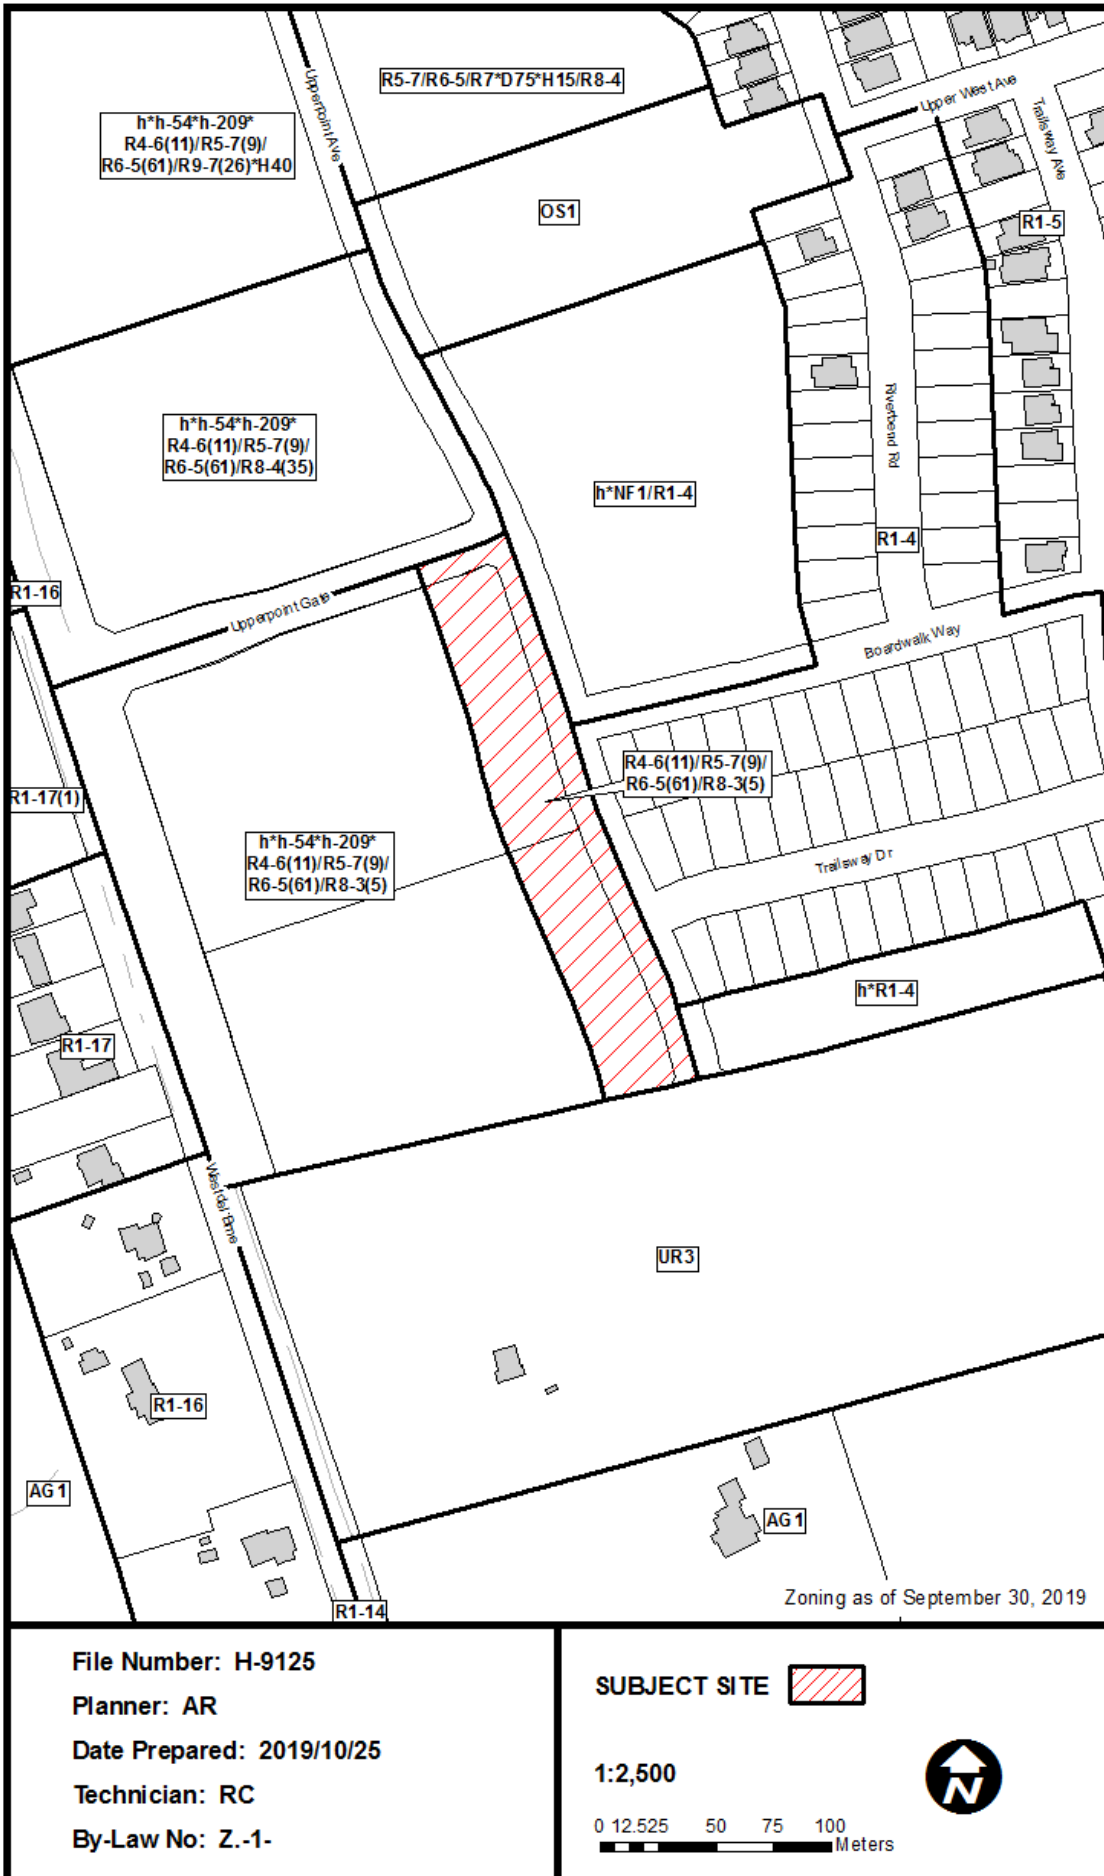 R5-7/R6-5/R7*D75*H15/R8-4
Upperpoint Ave
h*h-54*h-209*
R4-6(11)/R5-7(9)/
R6-5(61)/R9-7(26)*H40
Upper West Ave
Trailsway Ave
OS1
R1-5
h*h-54*h-209*
R4-6(11)/R5-7(9)/
R6-5(61)/R8-4(35)
Riverbend Rd
h*NF1/R1-4
R1-4
R1-16
Upperpoint Gate
Boardwalk Way
R4-6(11)/R5-7(9)/
R6-5(61)/R8-3(5)
R1-17(1)
h*h-54*h-209*
R4-6(11)/R5-7(9)/
R6-5(61)/R8-3(5)
Trailsway Dr
h*R1-4
R1-17
Westdel Bne
UR3
R1-16
AG1
AG1
Zoning as of September 30, 2019
R1-14
File Number: H-9125
Planner: AR
Date Prepared: 2019/10/25
Technician: RC
By-Law No: Z.-1-
SUBJECT SITE
1:2,500
N
0 12.525 50 75 100
Meters